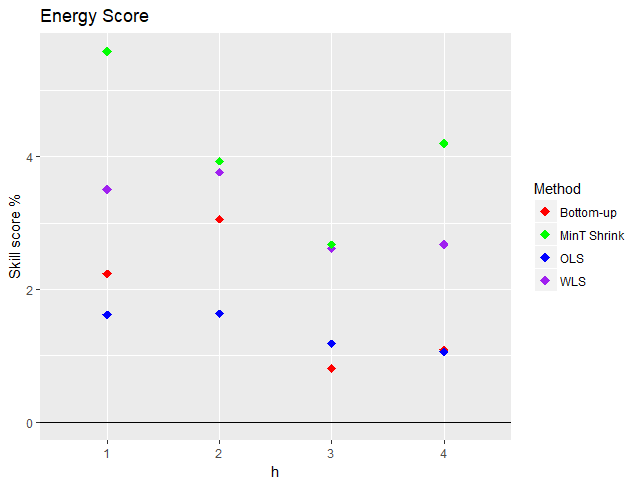 Energy Score
Skill score %
4
2
0
1 2 3 4
h
Method
Bottom-up
MinT Shrink
OLS
WLS